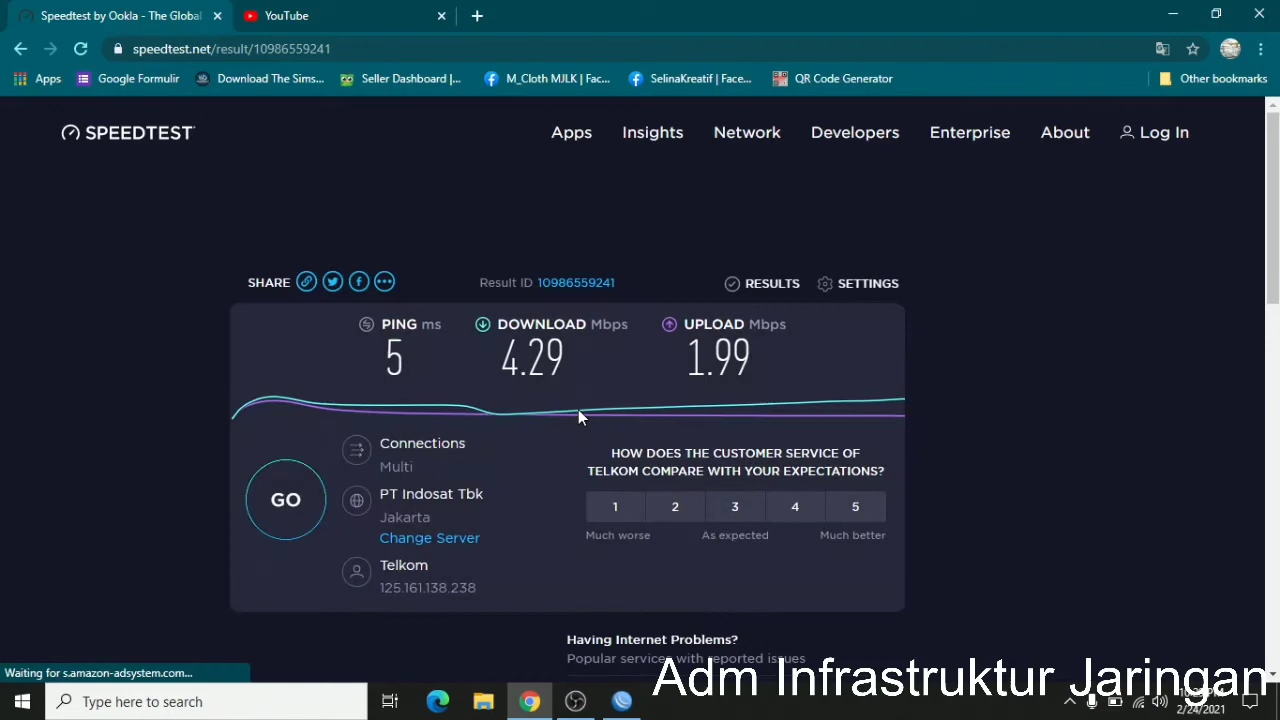 Speedtest by Ookla - The Global
YouTube
speedtest.net/result/10986559241
Apps
Google Formulir
Download The Sims...
Seller Dashboard |...
M_Cloth MJLK | Fac...
SelinaKreatif | Face...
QR Code Generator
Other bookmarks
SPEEDTEST
Apps
Insights
Network
Developers
Enterprise
About
Log In
SHARE
Result ID 10986559241
RESULTS
SETTINGS
PING ms
DOWNLOAD Mbps
UPLOAD Mbps
5
4.29
1.99
GO
Connections
Multi
PT Indosat Tbk
Jakarta
Change Server
Telkom
125.161.138.238
HOW DOES THE CUSTOMER SERVICE OF
TELKOM COMPARE WITH YOUR EXPECTATIONS?
1 2 3 4 5
Much worse As expected Much better
Having Internet Problems?
Popular services with reported issues
Waiting for s.amazon-adsystem.com...
Adm Infrastruktur Jaringan
Type here to search
2/24/2021